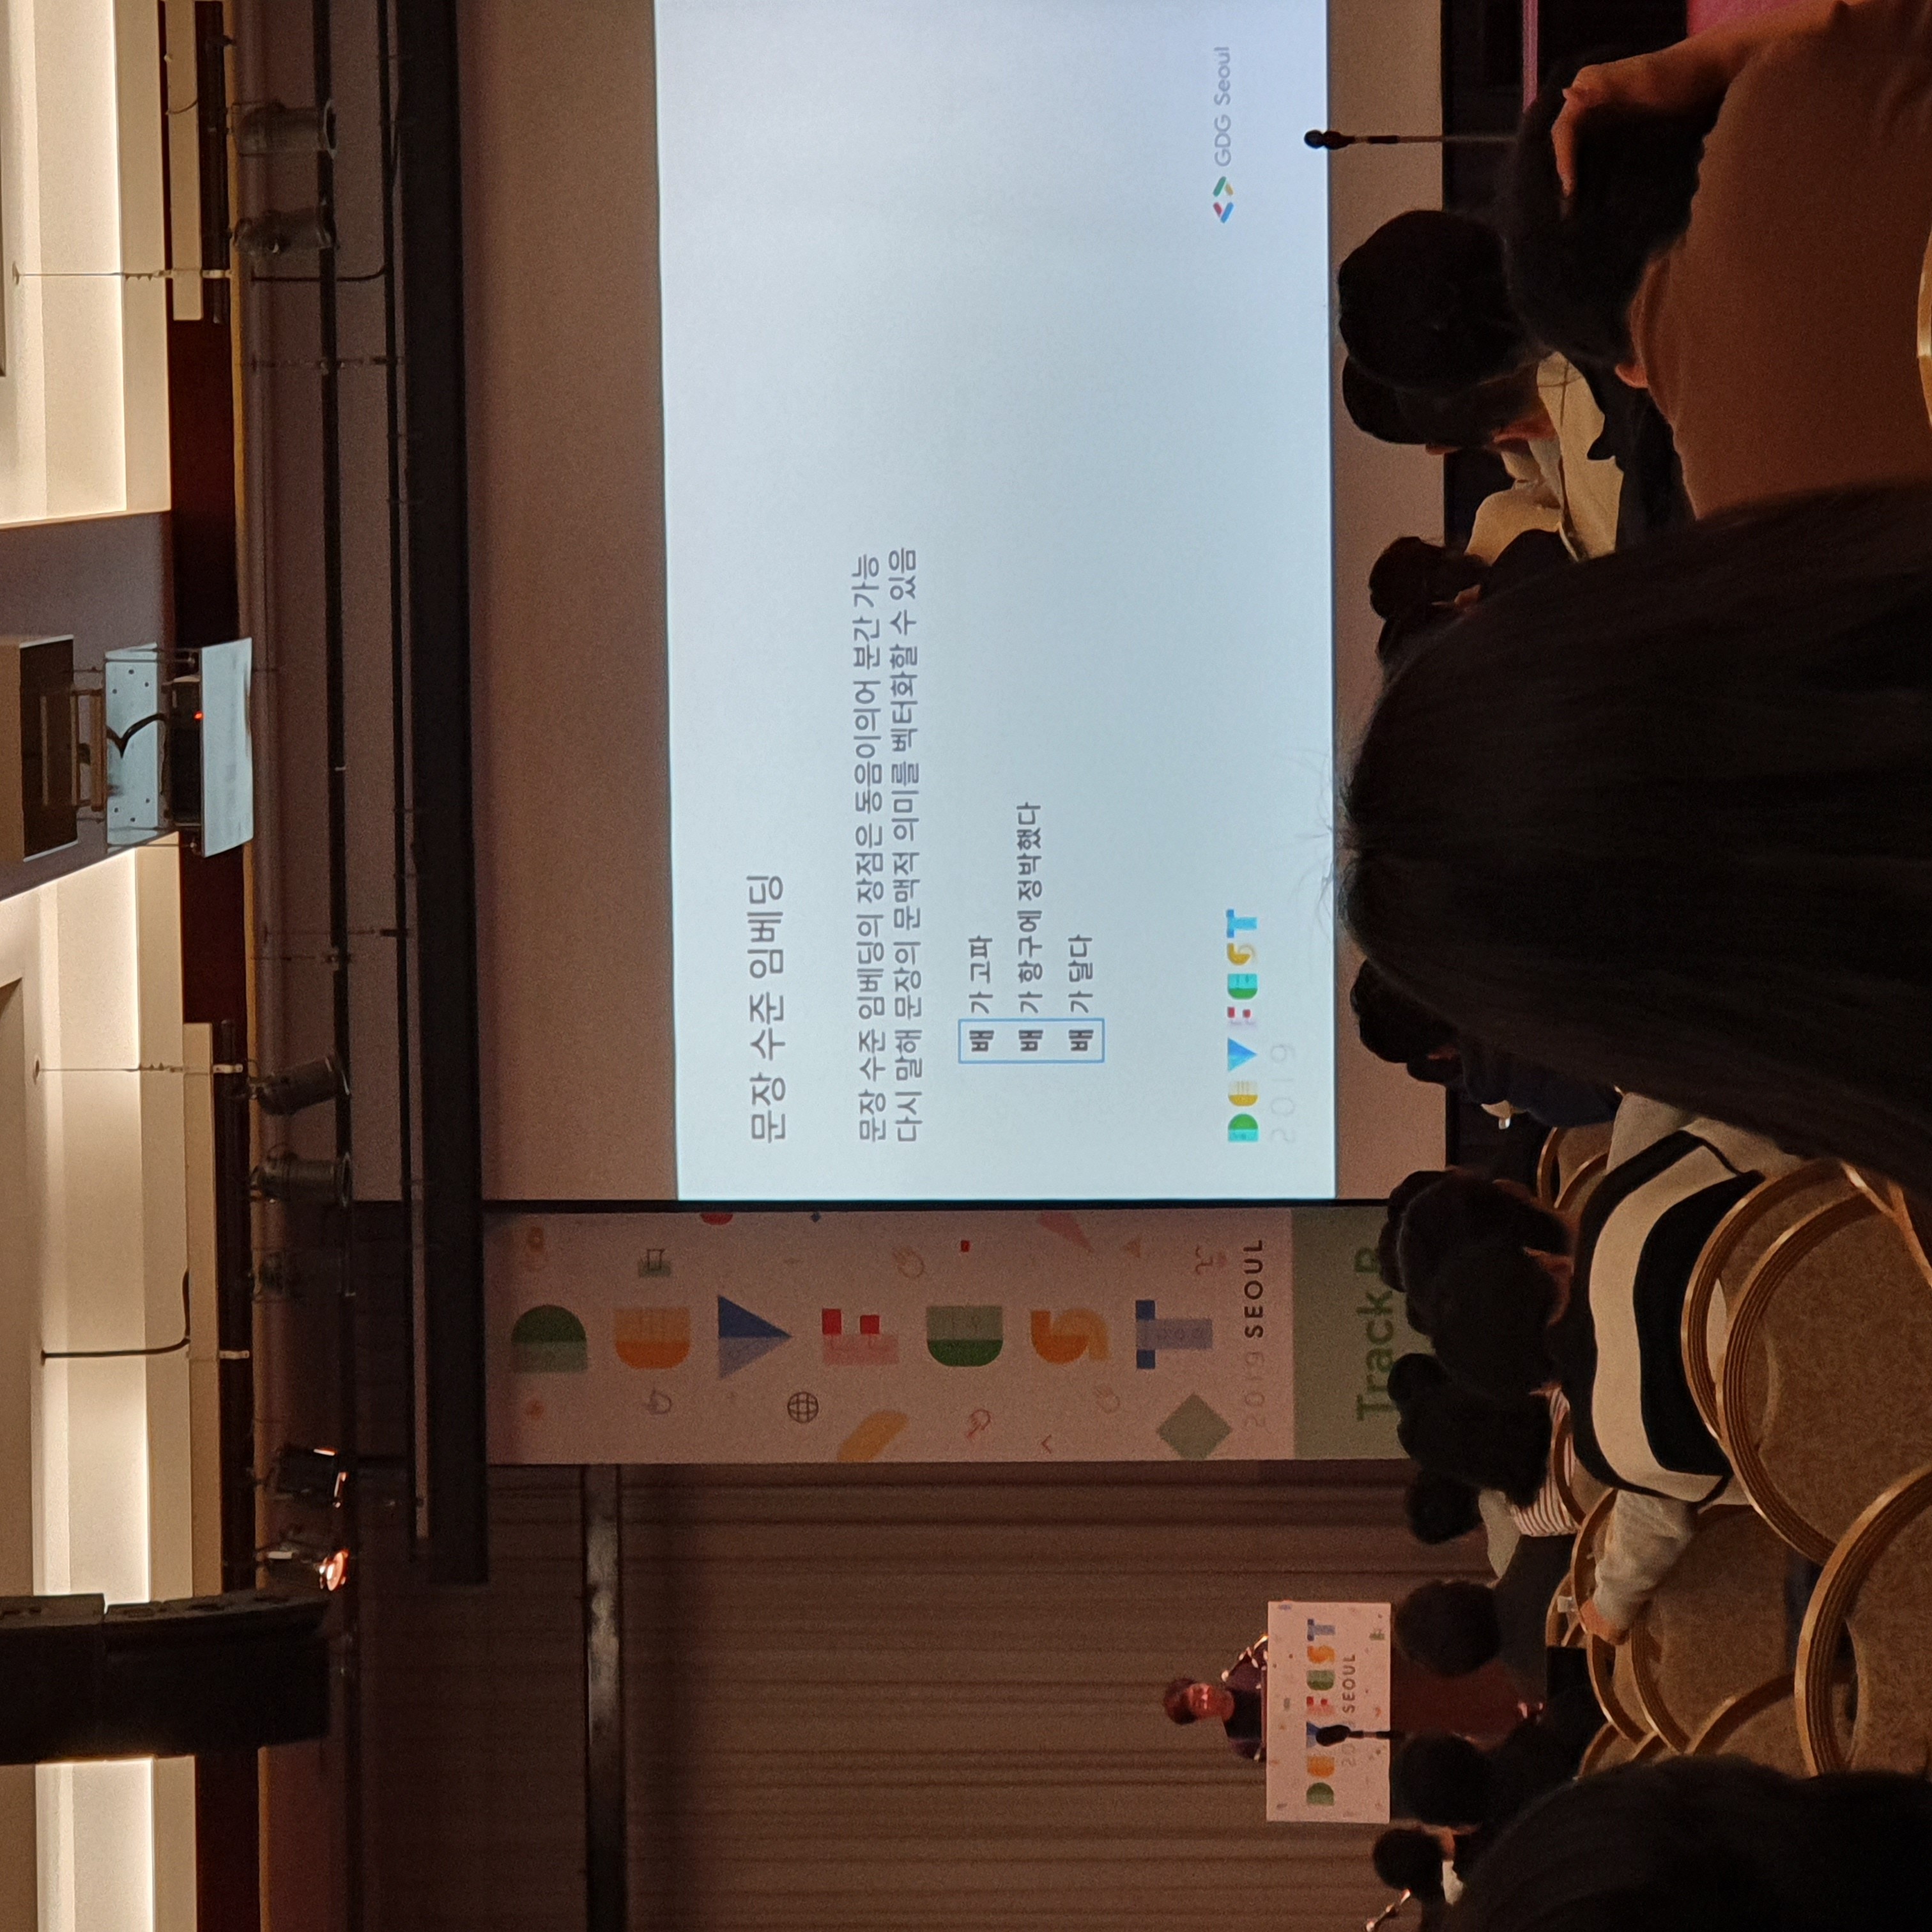 DEVFEST
2019 SEOUL
Track B
문장 수준 임베딩
문장 수준 임베딩의 장점은 동음이의어 분간 가능
다시 말해 문장의 문맥적 의미를 벡터화할 수 있음
배 가 고파
배 가 항구에 정박했다
배 가 달다
DEVFEST
2019
GDG Seoul
DEVFEST
2019 SEOUL